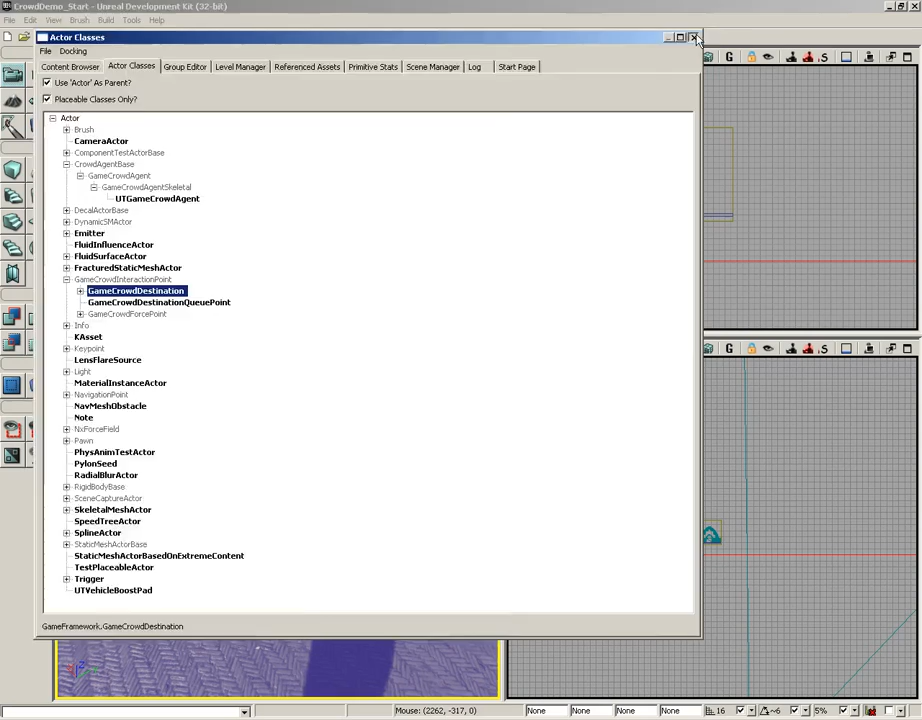 CrowdDemo_Start - Unreal Development Kit (32-bit)
File Edit View Brush Build Tools Help
Actor Classes
File Docking
Content Browser Actor Classes Group Editor Level Manager Referenced Assets Primitive Stats Scene Manager Log Start Page
Use 'Actor' As Parent?
Placeable Classes Only?
Actor
Brush
CameraActor
ComponentTestActorBase
CrowdAgentBase
GameCrowdAgent
GameCrowdAgentSkeletal
UTGameCrowdAgent
DecalActorBase
DynamicSMActor
Emitter
FluidInfluenceActor
FluidSurfaceActor
FracturedStaticMeshActor
GameCrowdInteractionPoint
GameCrowdDestination
GameCrowdDestinationQueuePoint
GameCrowdForcePoint
Info
KAsset
Keypoint
LensFlareSource
Light
MaterialInstanceActor
NavigationPoint
NavMeshObstacle
Note
NxForceField
Pawn
PhysAnimTestActor
PylonSeed
RadialBlurActor
RigidBodyBase
SceneCaptureActor
SkeletalMeshActor
SpeedTreeActor
SplineActor
StaticMeshActorBase
StaticMeshActorBasedOnExtremeContent
TestPlaceableActor
Trigger
UTVehicleBoostPad
GameFramework.GameCrowdDestination
G S
G S
Z
Mouse: (2262, -317, 0) None None None None 16 ~6 5%